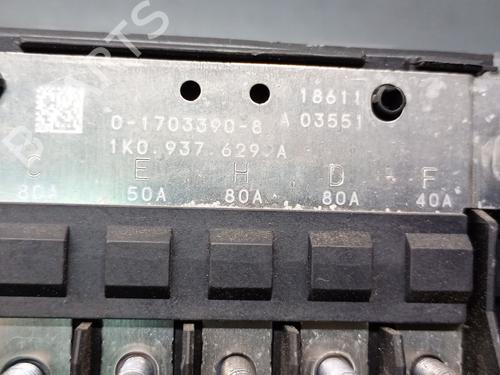 18611
0-1703390-8 A 03551
1K0.937.629 A
C E H D F
80A 50A 80A 80A 40A